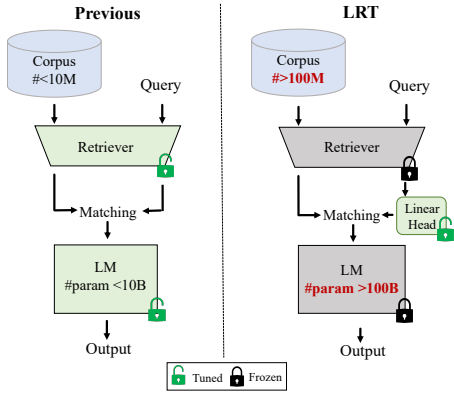 Previous
Corpus
#<10M
Query
Retriever
Matching
LM
#param <10B
Output
LRT
Corpus
#>100M
Query
Retriever
Matching
Linear
Head
LM
#param >100B
Output
Tuned
Frozen